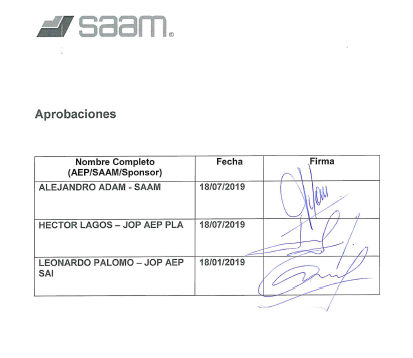 saam®
Aprobaciones
Nombre Completo Fecha Firma
(AEP/SAAM/Sponsor)
ALEJANDRO ADAM - SAAM 18/07/2019
HECTOR LAGOS – JOP AEP PLA 18/07/2019
LEONARDO PALOMO – JOP AEP 18/01/2019
SAI